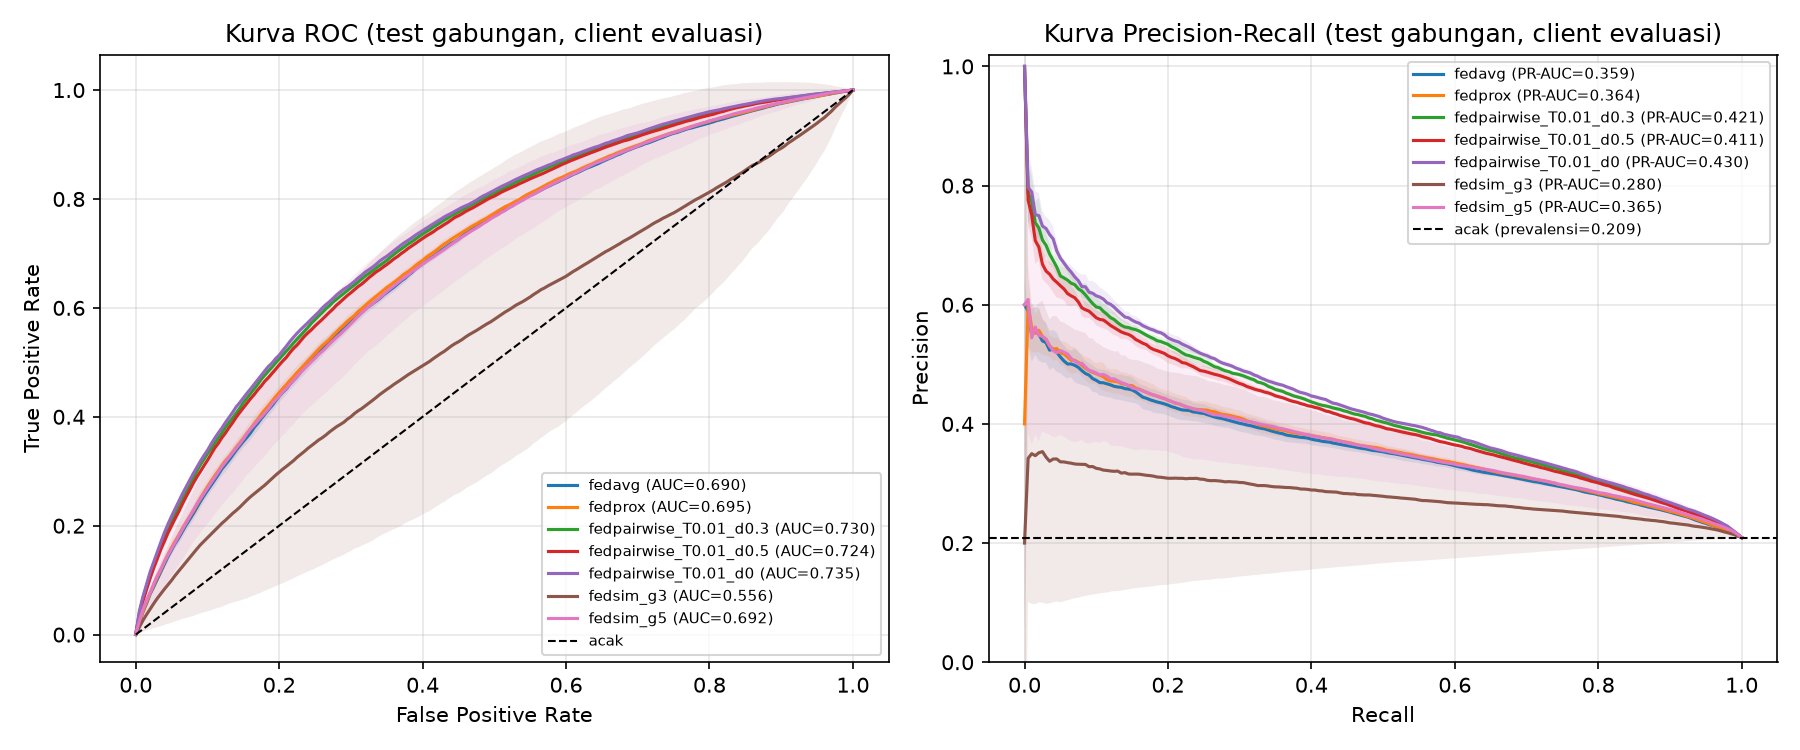 Kurva ROC (test gabungan, client evaluasi)
1.0
0.8
0.6
0.4
0.2
0.0
True Positive Rate
fedavg (AUC=0.690)
fedprox (AUC=0.695)
fedpairwise_T0.01_d0.3 (AUC=0.730)
fedpairwise_T0.01_d0.5 (AUC=0.724)
fedpairwise_T0.01_d0 (AUC=0.735)
fedsim_g3 (AUC=0.556)
fedsim_g5 (AUC=0.692)
acak
0.0 0.2 0.4 0.6 0.8 1.0
False Positive Rate
Kurva Precision-Recall (test gabungan, client evaluasi)
1.0
0.8
0.6
0.4
0.2
0.0
Precision
fedavg (PR-AUC=0.359)
fedprox (PR-AUC=0.364)
fedpairwise_T0.01_d0.3 (PR-AUC=0.421)
fedpairwise_T0.01_d0.5 (PR-AUC=0.411)
fedpairwise_T0.01_d0 (PR-AUC=0.430)
fedsim_g3 (PR-AUC=0.280)
fedsim_g5 (PR-AUC=0.365)
acak (prevalensi=0.209)
0.0 0.2 0.4 0.6 0.8 1.0
Recall